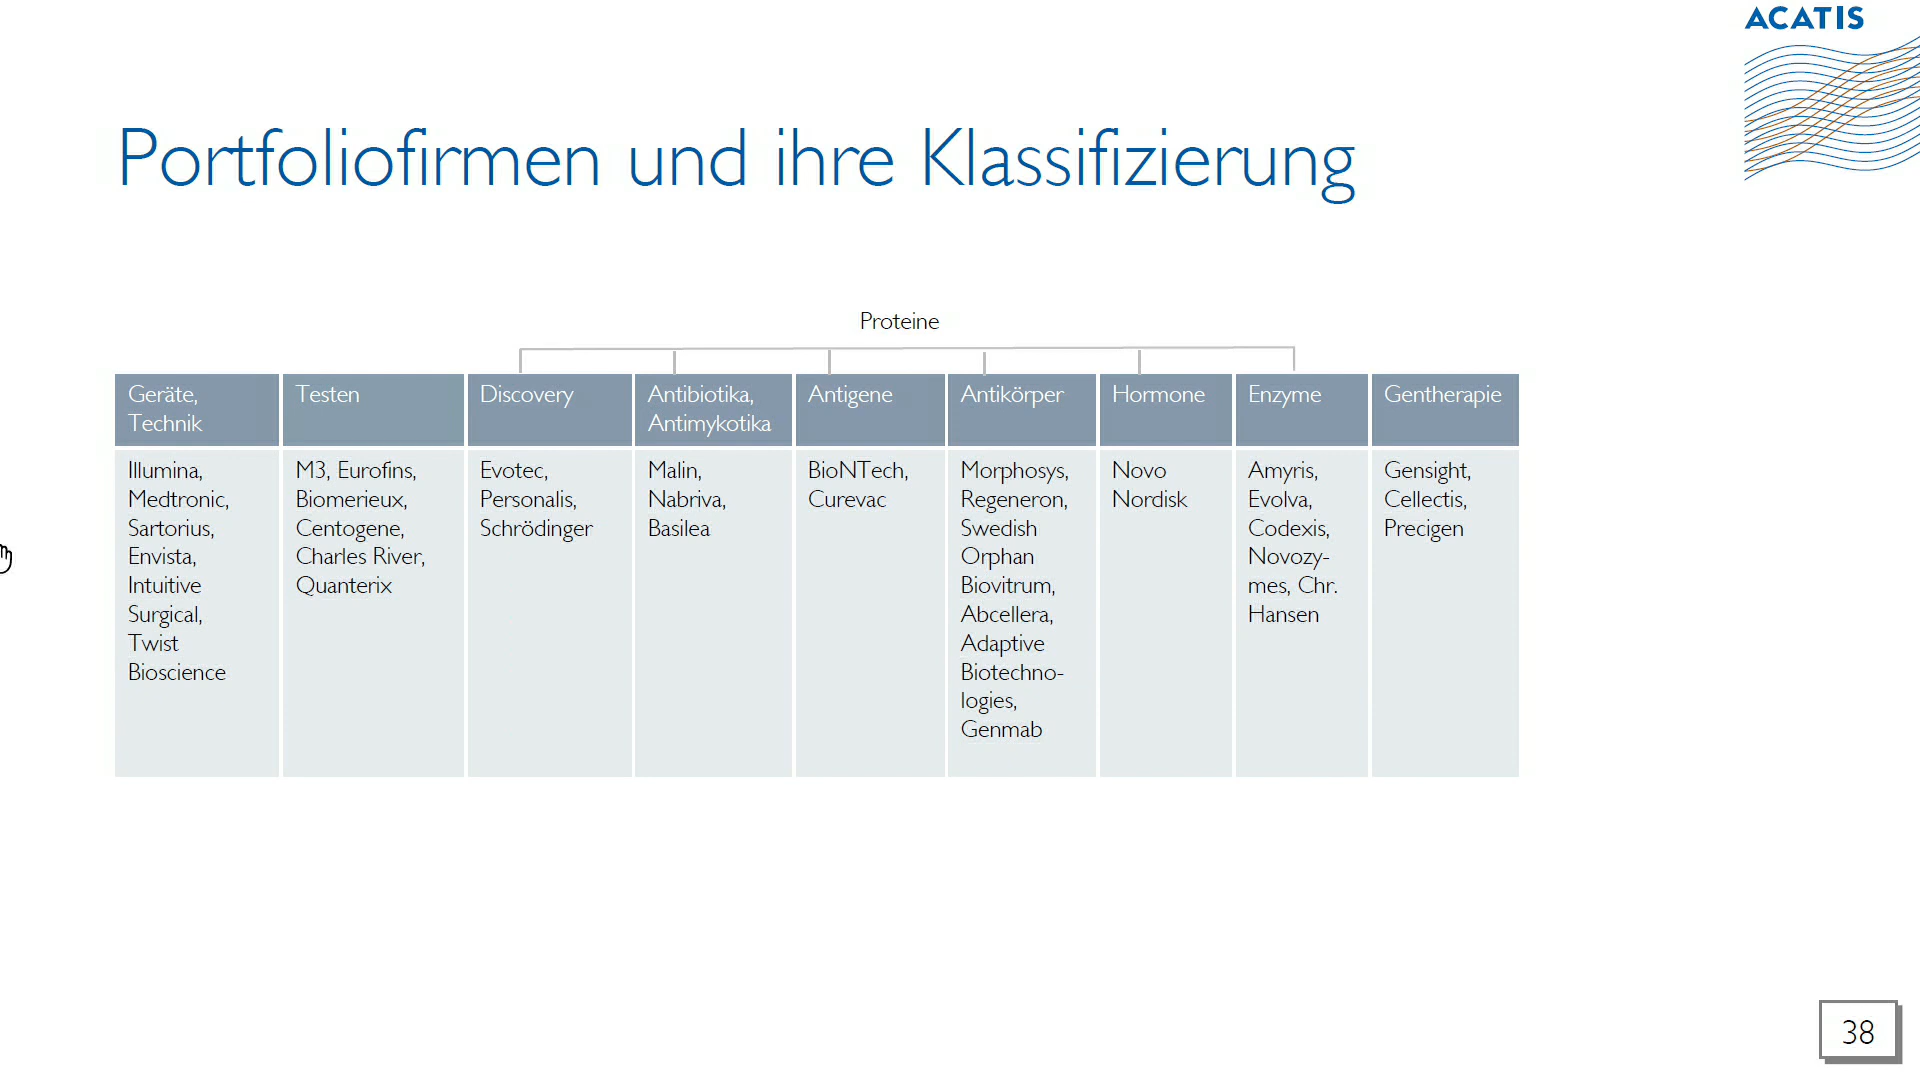 ACATIS
Portfoliofirmen und ihre Klassifizierung
Proteine
Geräte,
Technik
Testen
Discovery
Antibiotika,
Antimykotika
Antigene
Antikörper
Hormone
Enzyme
Gentherapie
Illumina,
Medtronic,
Sartorius,
Envista,
Intuitive
Surgical,
Twist
Bioscience
M3, Eurofins,
Biomerieux,
Centogene,
Charles River,
Quanterix
Evotec,
Personalis,
Schrödinger
Malin,
Nabriva,
Basilea
BioNTech,
Curevac
Morphosys,
Regeneron,
Swedish
Orphan
Biovitrum,
Abcellera,
Adaptive
Biotechno-
logies,
Genmab
Novo
Nordisk
Amyris,
Evolva,
Codexis,
Novozy-
mes, Chr.
Hansen
Gensight,
Cellectis,
Precigen
38